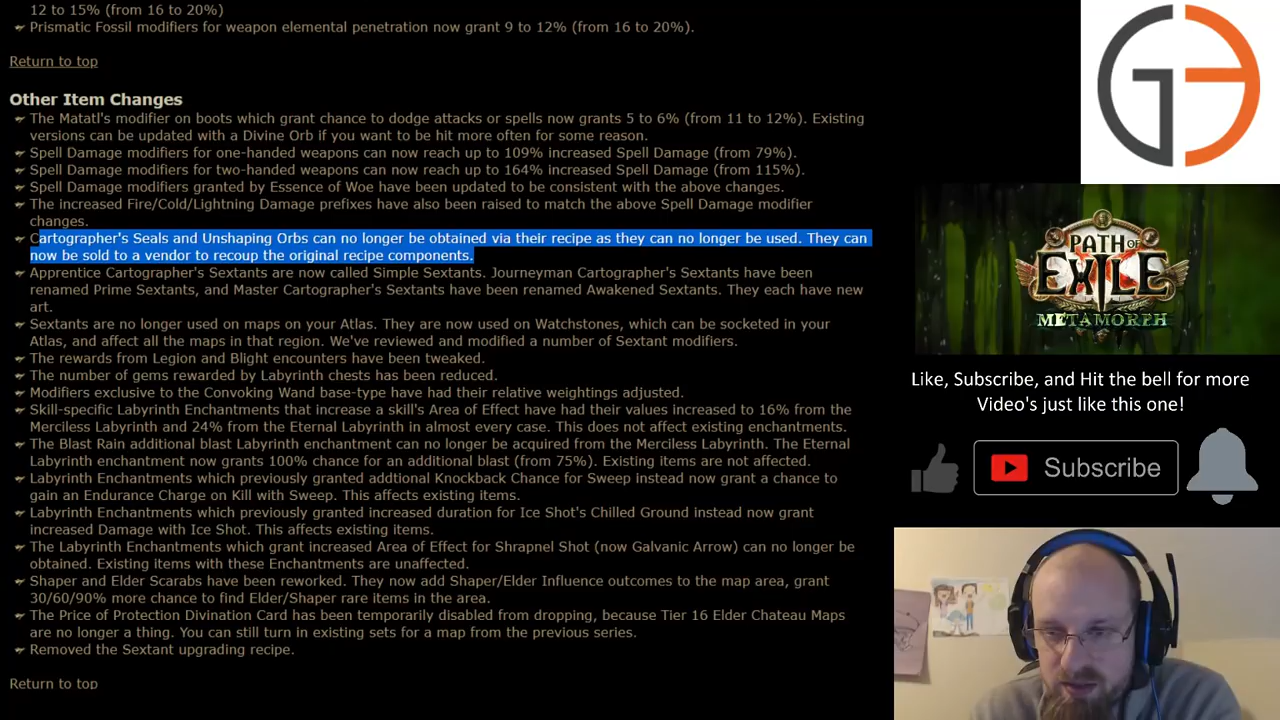 12 to 15% (from 16 to 20%)
Prismatic Fossil modifiers for weapon elemental penetration now grant 9 to 12% (from 16 to 20%).
Return to top
Other Item Changes
The Matatl's modifier on boots which grant chance to dodge attacks or spells now grants 5 to 6% (from 11 to 12%). Existing
versions can be updated with a Divine Orb if you want to be hit more often for some reason.
Spell Damage modifiers for one-handed weapons can now reach up to 109% increased Spell Damage (from 79%).
Spell Damage modifiers for two-handed weapons can now reach up to 164% increased Spell Damage (from 115%).
Spell Damage modifiers granted by Essence of Woe have been updated to be consistent with the above changes.
The increased Fire/Cold/Lightning Damage prefixes have also been raised to match the above Spell Damage modifier
changes.
Cartographer's Seals and Unshaping Orbs can no longer be obtained via their recipe as they can no longer be used. They can
now be sold to a vendor to recoup the original recipe components.
Apprentice Cartographer's Sextants are now called Simple Sextants. Journeyman Cartographer's Sextants have been
renamed Prime Sextants, and Master Cartographer's Sextants have been renamed Awakened Sextants. They each have new
art.
Sextants are no longer used on maps on your Atlas. They are now used on Watchstones, which can be socketed in your
Atlas, and affect all the maps in that region. We've reviewed and modified a number of Sextant modifiers.
The rewards from Legion and Blight encounters have been tweaked.
The number of gems rewarded by Labyrinth chests has been reduced.
Modifiers exclusive to the Convoking Wand base-type have had their relative weightings adjusted.
Skill-specific Labyrinth Enchantments that increase a skill's Area of Effect have had their values increased to 16% from the
Merciless Labyrinth and 24% from the Eternal Labyrinth in almost every case. This does not affect existing enchantments.
The Blast Rain additional blast Labyrinth enchantment can no longer be acquired from the Merciless Labyrinth. The Eternal
Labyrinth enchantment now grants 100% chance for an additional blast (from 75%). Existing items are not affected.
Labyrinth Enchantments which previously granted addtional Knockback Chance for Sweep instead now grant a chance to
gain an Endurance Charge on Kill with Sweep. This affects existing items.
Labyrinth Enchantments which previously granted increased duration for Ice Shot's Chilled Ground instead now grant
increased Damage with Ice Shot. This affects existing items.
The Labyrinth Enchantments which grant increased Area of Effect for Shrapnel Shot (now Galvanic Arrow) can no longer be
obtained. Existing items with these Enchantments are unaffected.
Shaper and Elder Scarabs have been reworked. They now add Shaper/Elder Influence outcomes to the map area, grant
30/60/90% more chance to find Elder/Shaper rare items in the area.
The Price of Protection Divination Card has been temporarily disabled from dropping, because Tier 16 Elder Chateau Maps
are no longer a thing. You can still turn in existing sets for a map from the previous series.
Removed the Sextant upgrading recipe.
Return to top
PATH OF
EXILE
METAMORPH
Like, Subscribe, and Hit the bell for more
Video's just like this one!
Subscribe